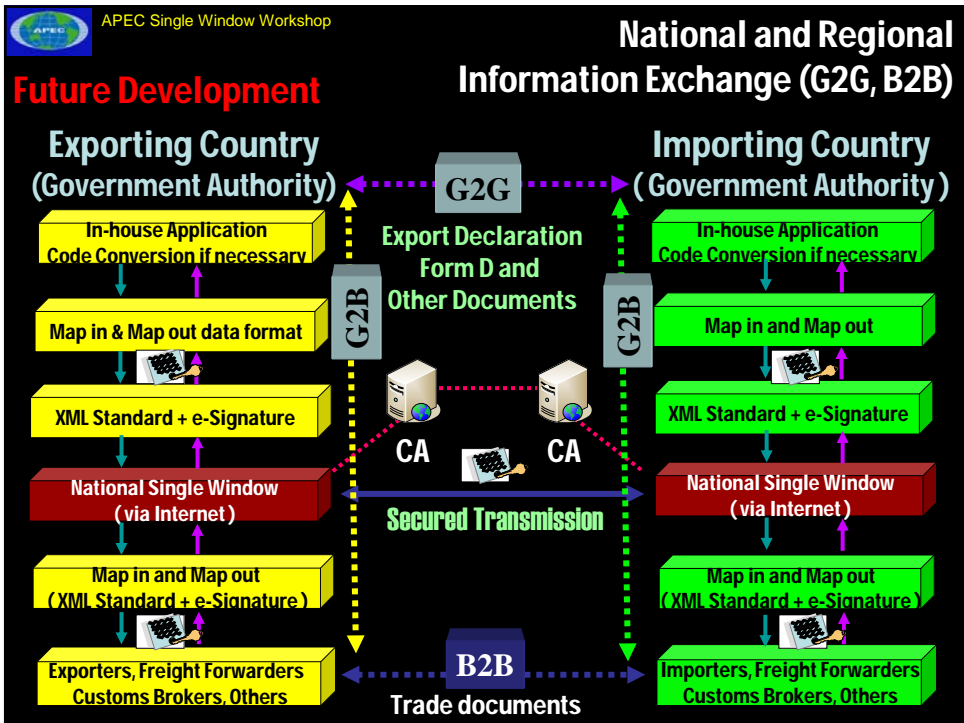 APEC
APEC Single Window Workshop
National and Regional
Information Exchange (G2G, B2B)
Future Development
Exporting Country
(Government Authority)
In-house Application
Code Conversion if necessary
Map in & Map out data format
XML Standard + e-Signature
National Single Window
(via Internet)
Map in and Map out
(XML Standard + e-Signature)
Exporters, Freight Forwarders
Customs Brokers, Others
G2G
Export Declaration
Form D and
Other Documents
G2B
G2B
CA
CA
Secured Transmission
B2B
Trade documents
Importing Country
(Government Authority)
In-house Application
Code Conversion if necessary
Map in and Map out
XML Standard + e-Signature
National Single Window
(via Internet)
Map in and Map out
(XML Standard + e-Signature)
Importers, Freight Forwarders
Customs Brokers, Others